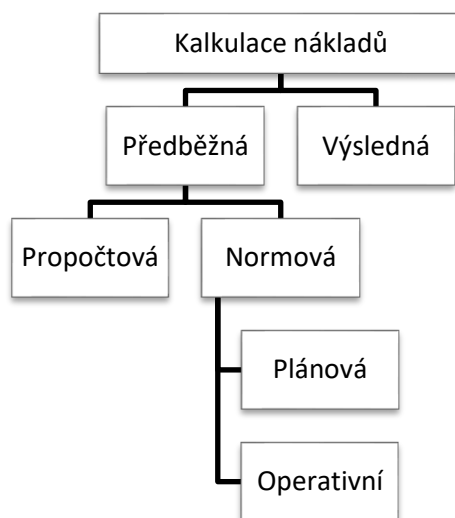 Kalkulace nákladů
Předběžná
Výsledná
Propočtová
Normová
Plánová
Operativní